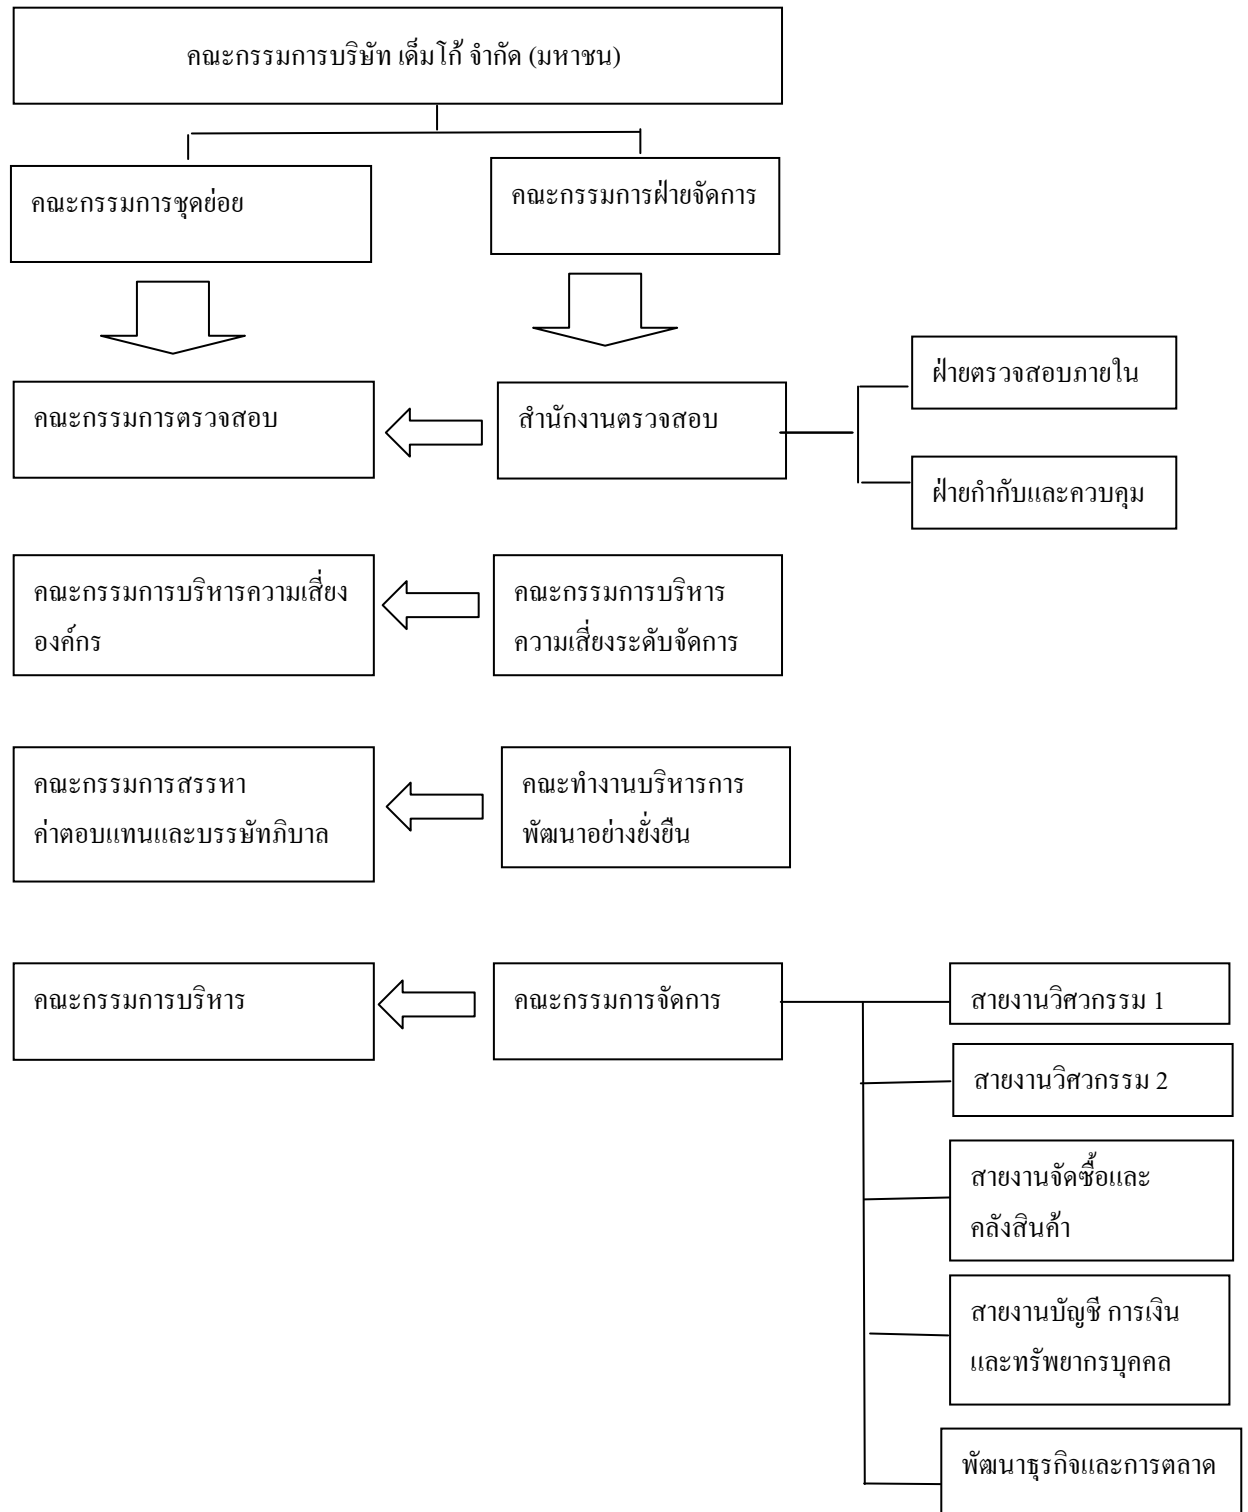 คณะกรรมการบริษัท เด็มโก้ จำกัด (มหาชน)
คณะกรรมการชุดย่อย
คณะกรรมการฝ่ายจัดการ
คณะกรรมการตรวจสอบ
สำนักงานตรวจสอบ
ฝ่ายตรวจสอบภายใน
ฝ่ายกำกับและควบคุม
คณะกรรมการบริหารความเสี่ยง
องค์กร
คณะกรรมการบริหาร
ความเสี่ยงระดับจัดการ
คณะกรรมการสรรหา
ค่าตอบแทนและบรรษัทภิบาล
คณะทำงานบริหารการ
พัฒนาอย่างยั่งยืน
คณะกรรมการบริหาร
คณะกรรมการจัดการ
สายงานวิศวกรรม 1
สายงานวิศวกรรม 2
สายงานจัดซื้อและ
คลังสินค้า
สายงานบัญชี การเงิน
และทรัพยากรบุคคล
พัฒนาธุรกิจและการตลาด